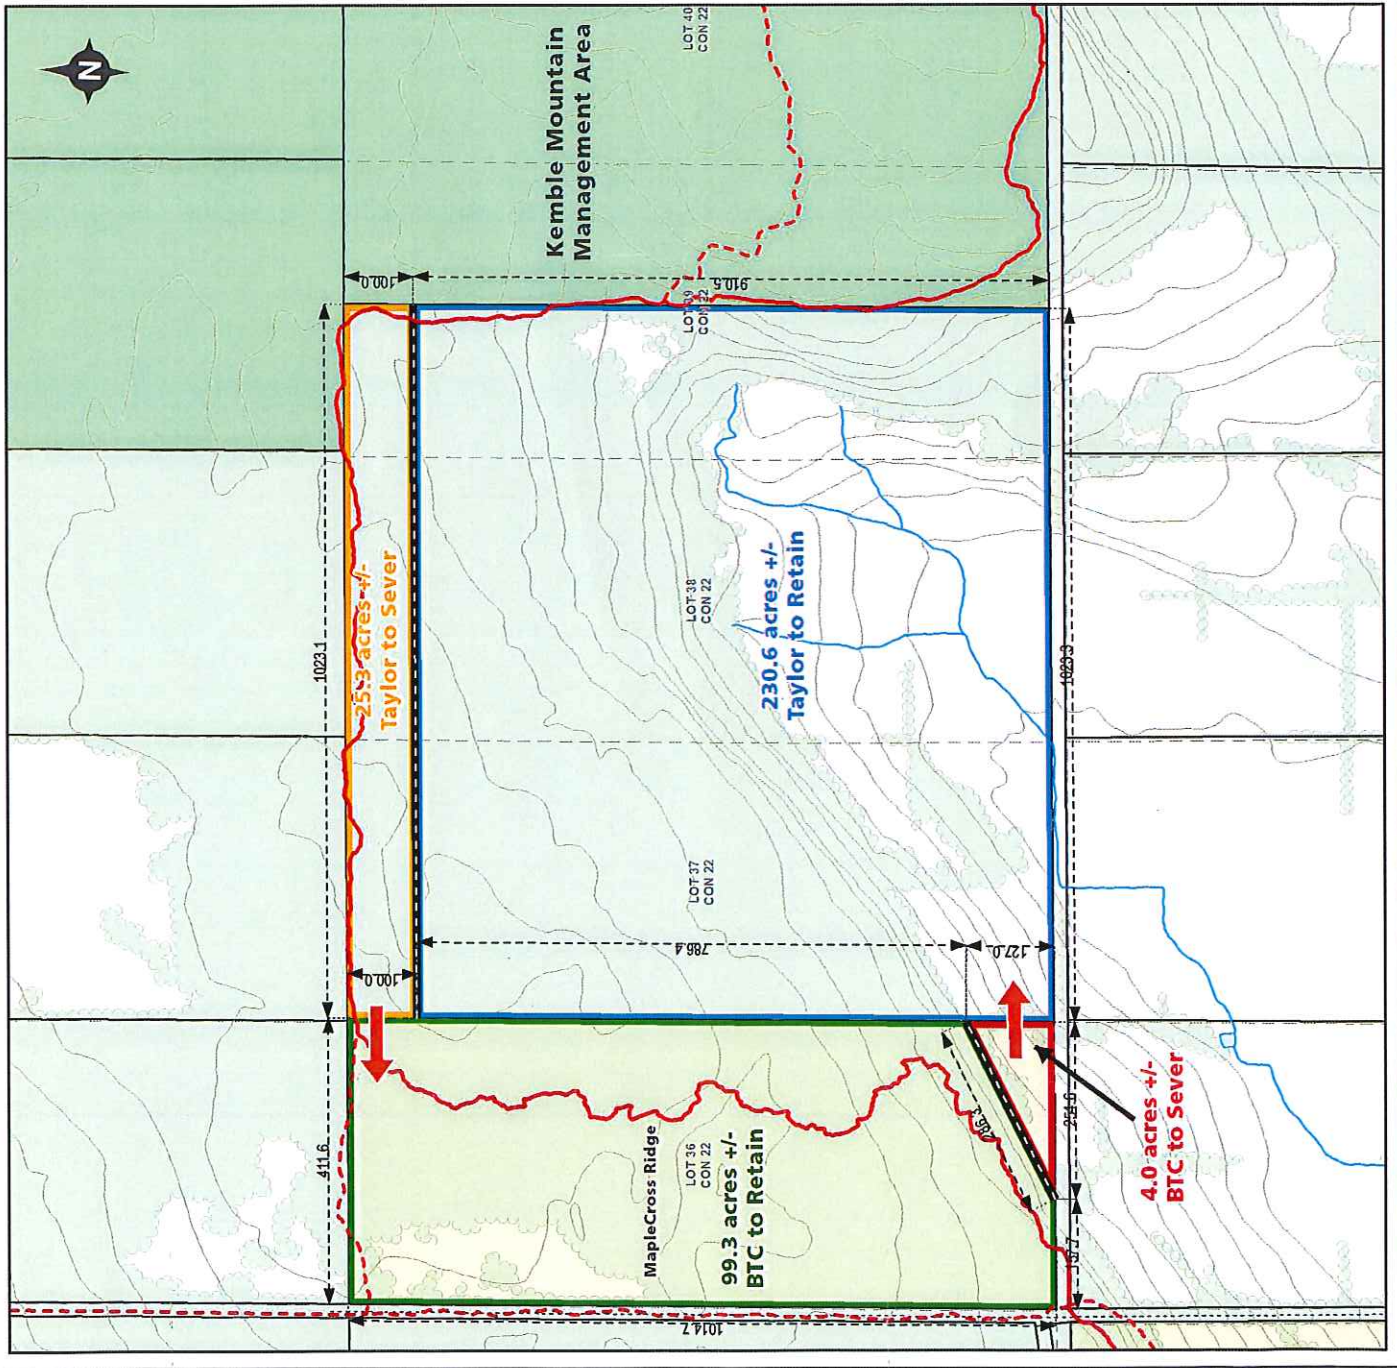 N
Kemble Mountain
Management Area
LOT 40
CON 22
100.0
910.5
LOT 39
CON 22
1023.1
25.3 acres +/-
Taylor to Sever
LOT 38
CON 22
230.6 acres +/-
Taylor to Retain
1023.3
LOT 37
CON 22
786.4
127.0
100.0
411.6
MapleCross Ridge
LOT 36
CON 22
99.3 acres +/-
BTC to Retain
286.3
4.0 acres +/-
BTC to Sever
1014.7